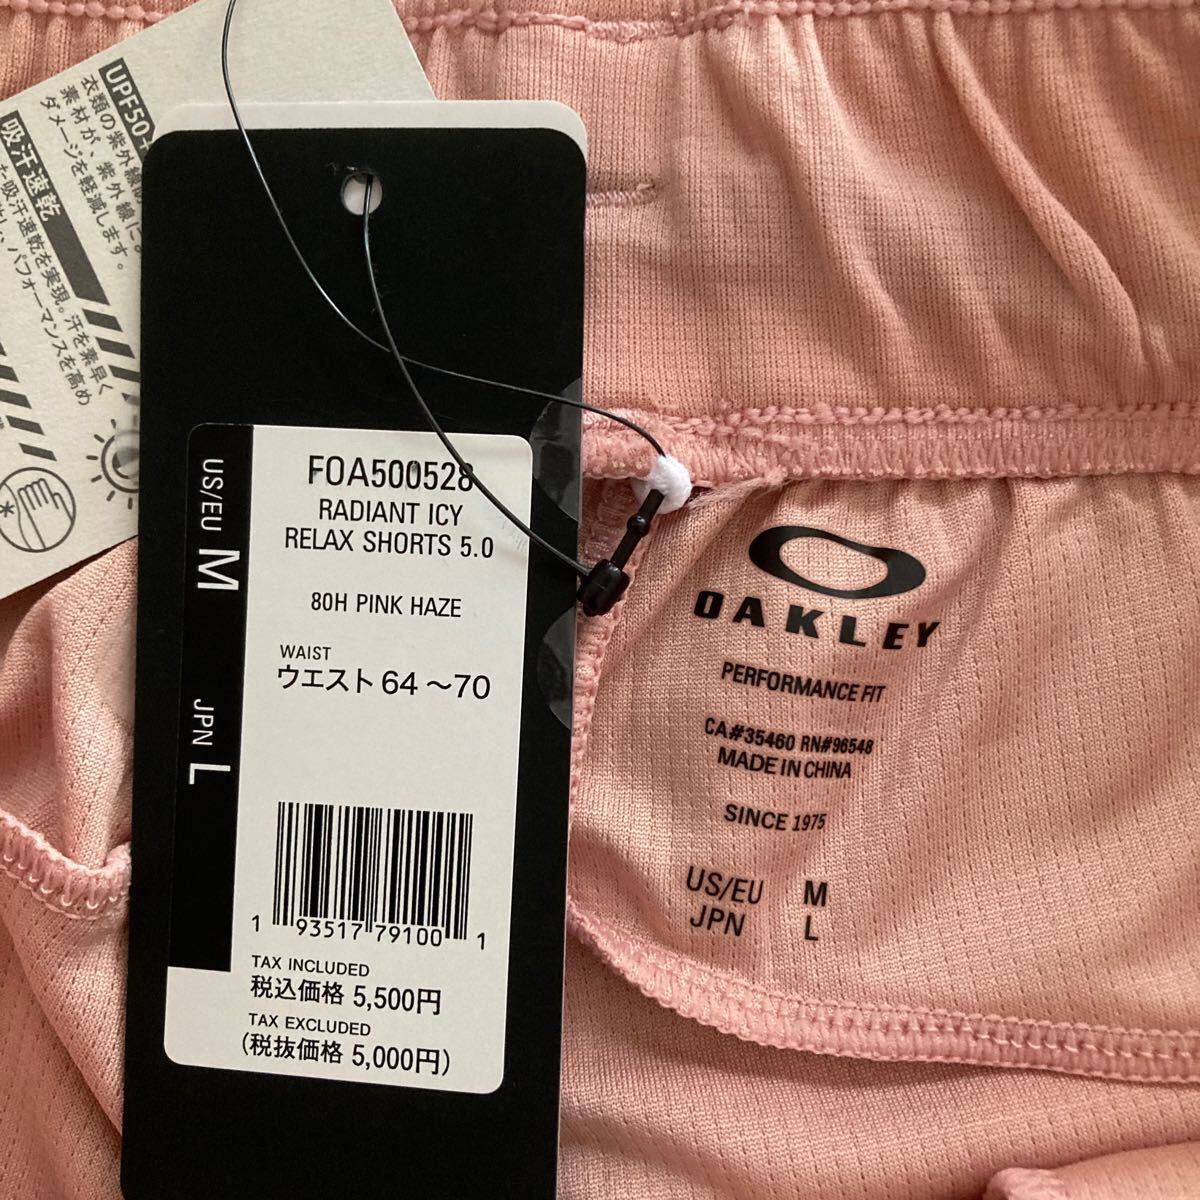 UPF50+
衣類の紫外線
素材が、紫外線に。
ダメージを軽減します。
吸汗速乾
吸汗速乾を実現。汗を素早く
、パフォーマンスを高め
US/EU M
JPN L
FOA500528
RADIANT ICY
RELAX SHORTS 5.0
80H PINK HAZE
WAIST
ウエスト 64～70
1 93517 79100 1
TAX INCLUDED
税込価格 5,500円
TAX EXCLUDED
(税抜価格 5,000円)
OAKLEY
PERFORMANCE FIT
CA#35460 RN#96548
MADE IN CHINA
SINCE 1975
US/EU M
JPN L